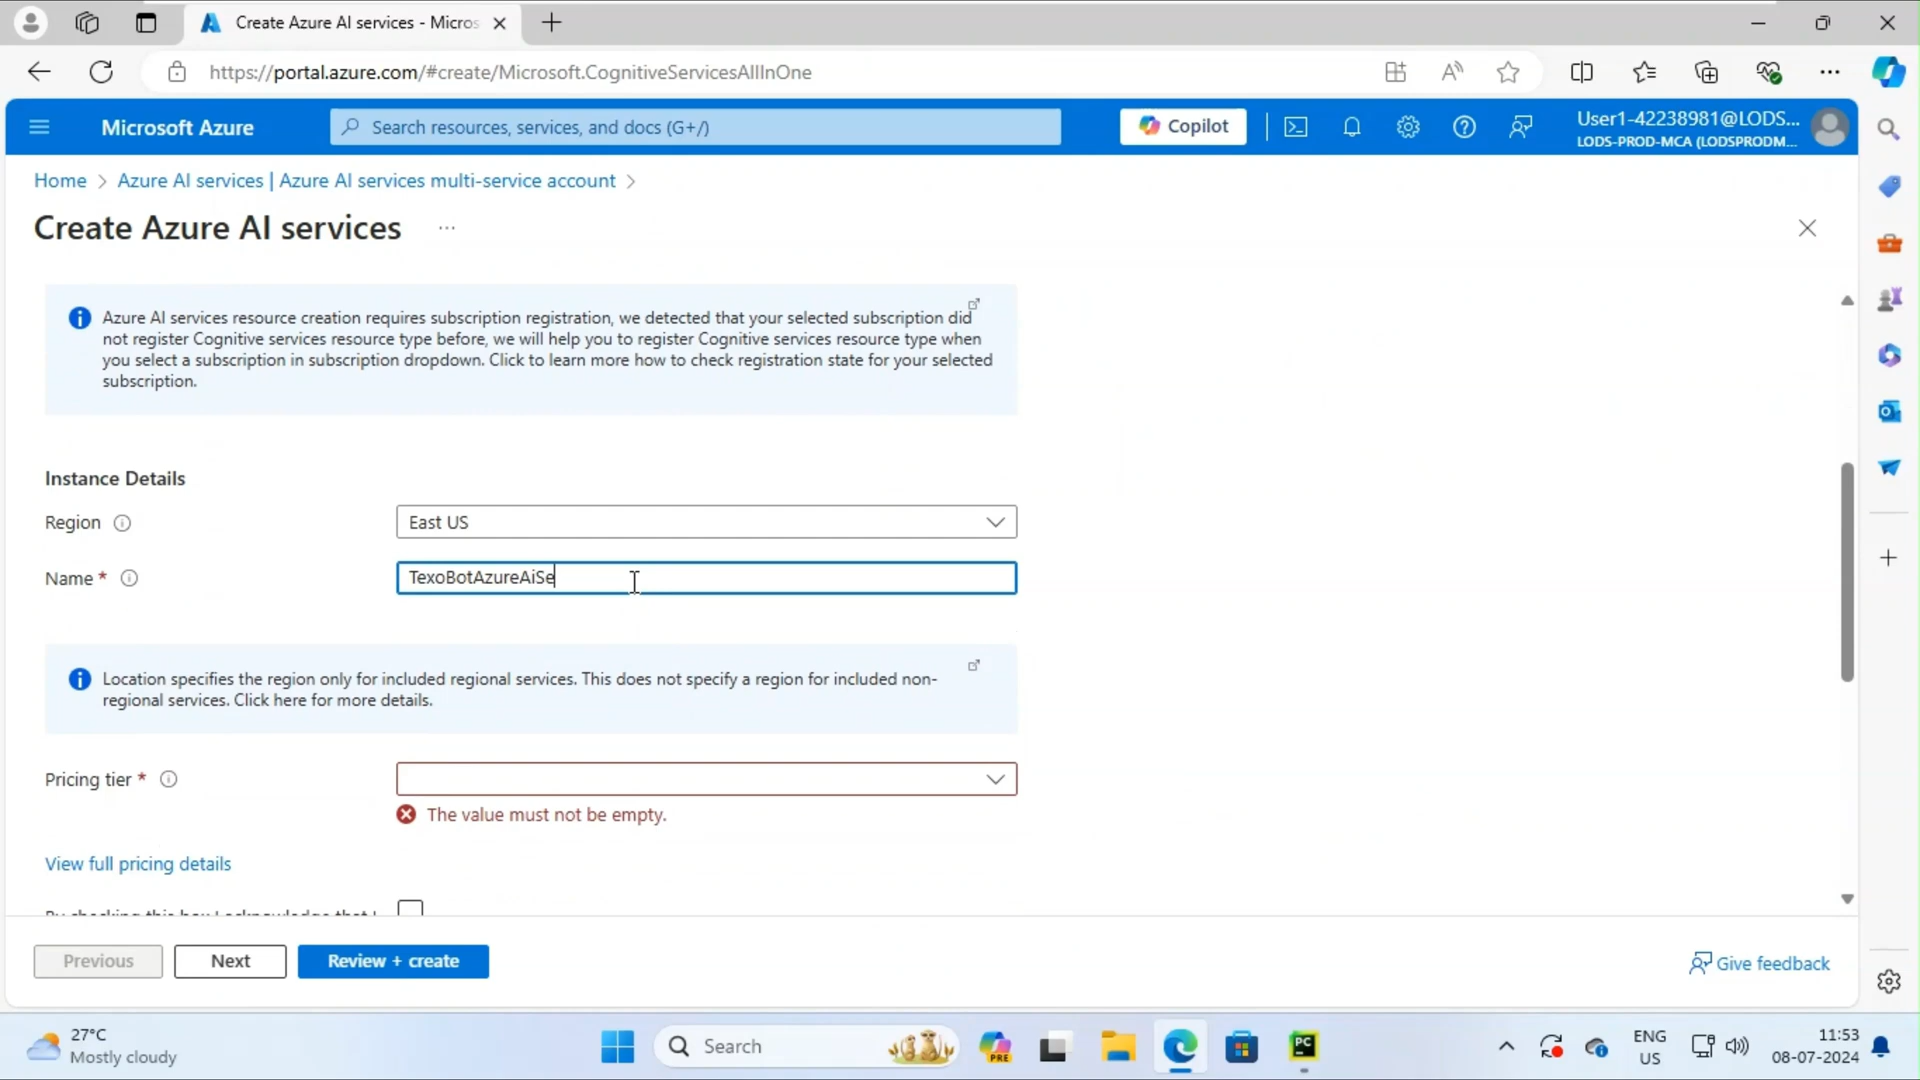 Create Azure AI services - Micros
https://portal.azure.com/#create/Microsoft.CognitiveServicesAllInOne
Microsoft Azure
Search resources, services, and docs (G+/)
Copilot
User1-42238981@LODS...
LODS-PROD-MCA (LODSPRODM...
Home > Azure AI services | Azure AI services multi-service account >
Create Azure AI services ...
Azure AI services resource creation requires subscription registration, we detected that your selected subscription did
not register Cognitive services resource type before, we will help you to register Cognitive services resource type when
you select a subscription in subscription dropdown. Click to learn more how to check registration state for your selected
subscription.
Instance Details
Region
East US
Name *
TexoBotAzureAiSe
Location specifies the region only for included regional services. This does not specify a region for included non-
regional services. Click here for more details.
Pricing tier *
The value must not be empty.
View full pricing details
By checking this box I acknowledge that I
Previous
Next
Review + create
Give feedback
27°C
Mostly cloudy
Search
PRE
PC
ENG
US
11:53
08-07-2024